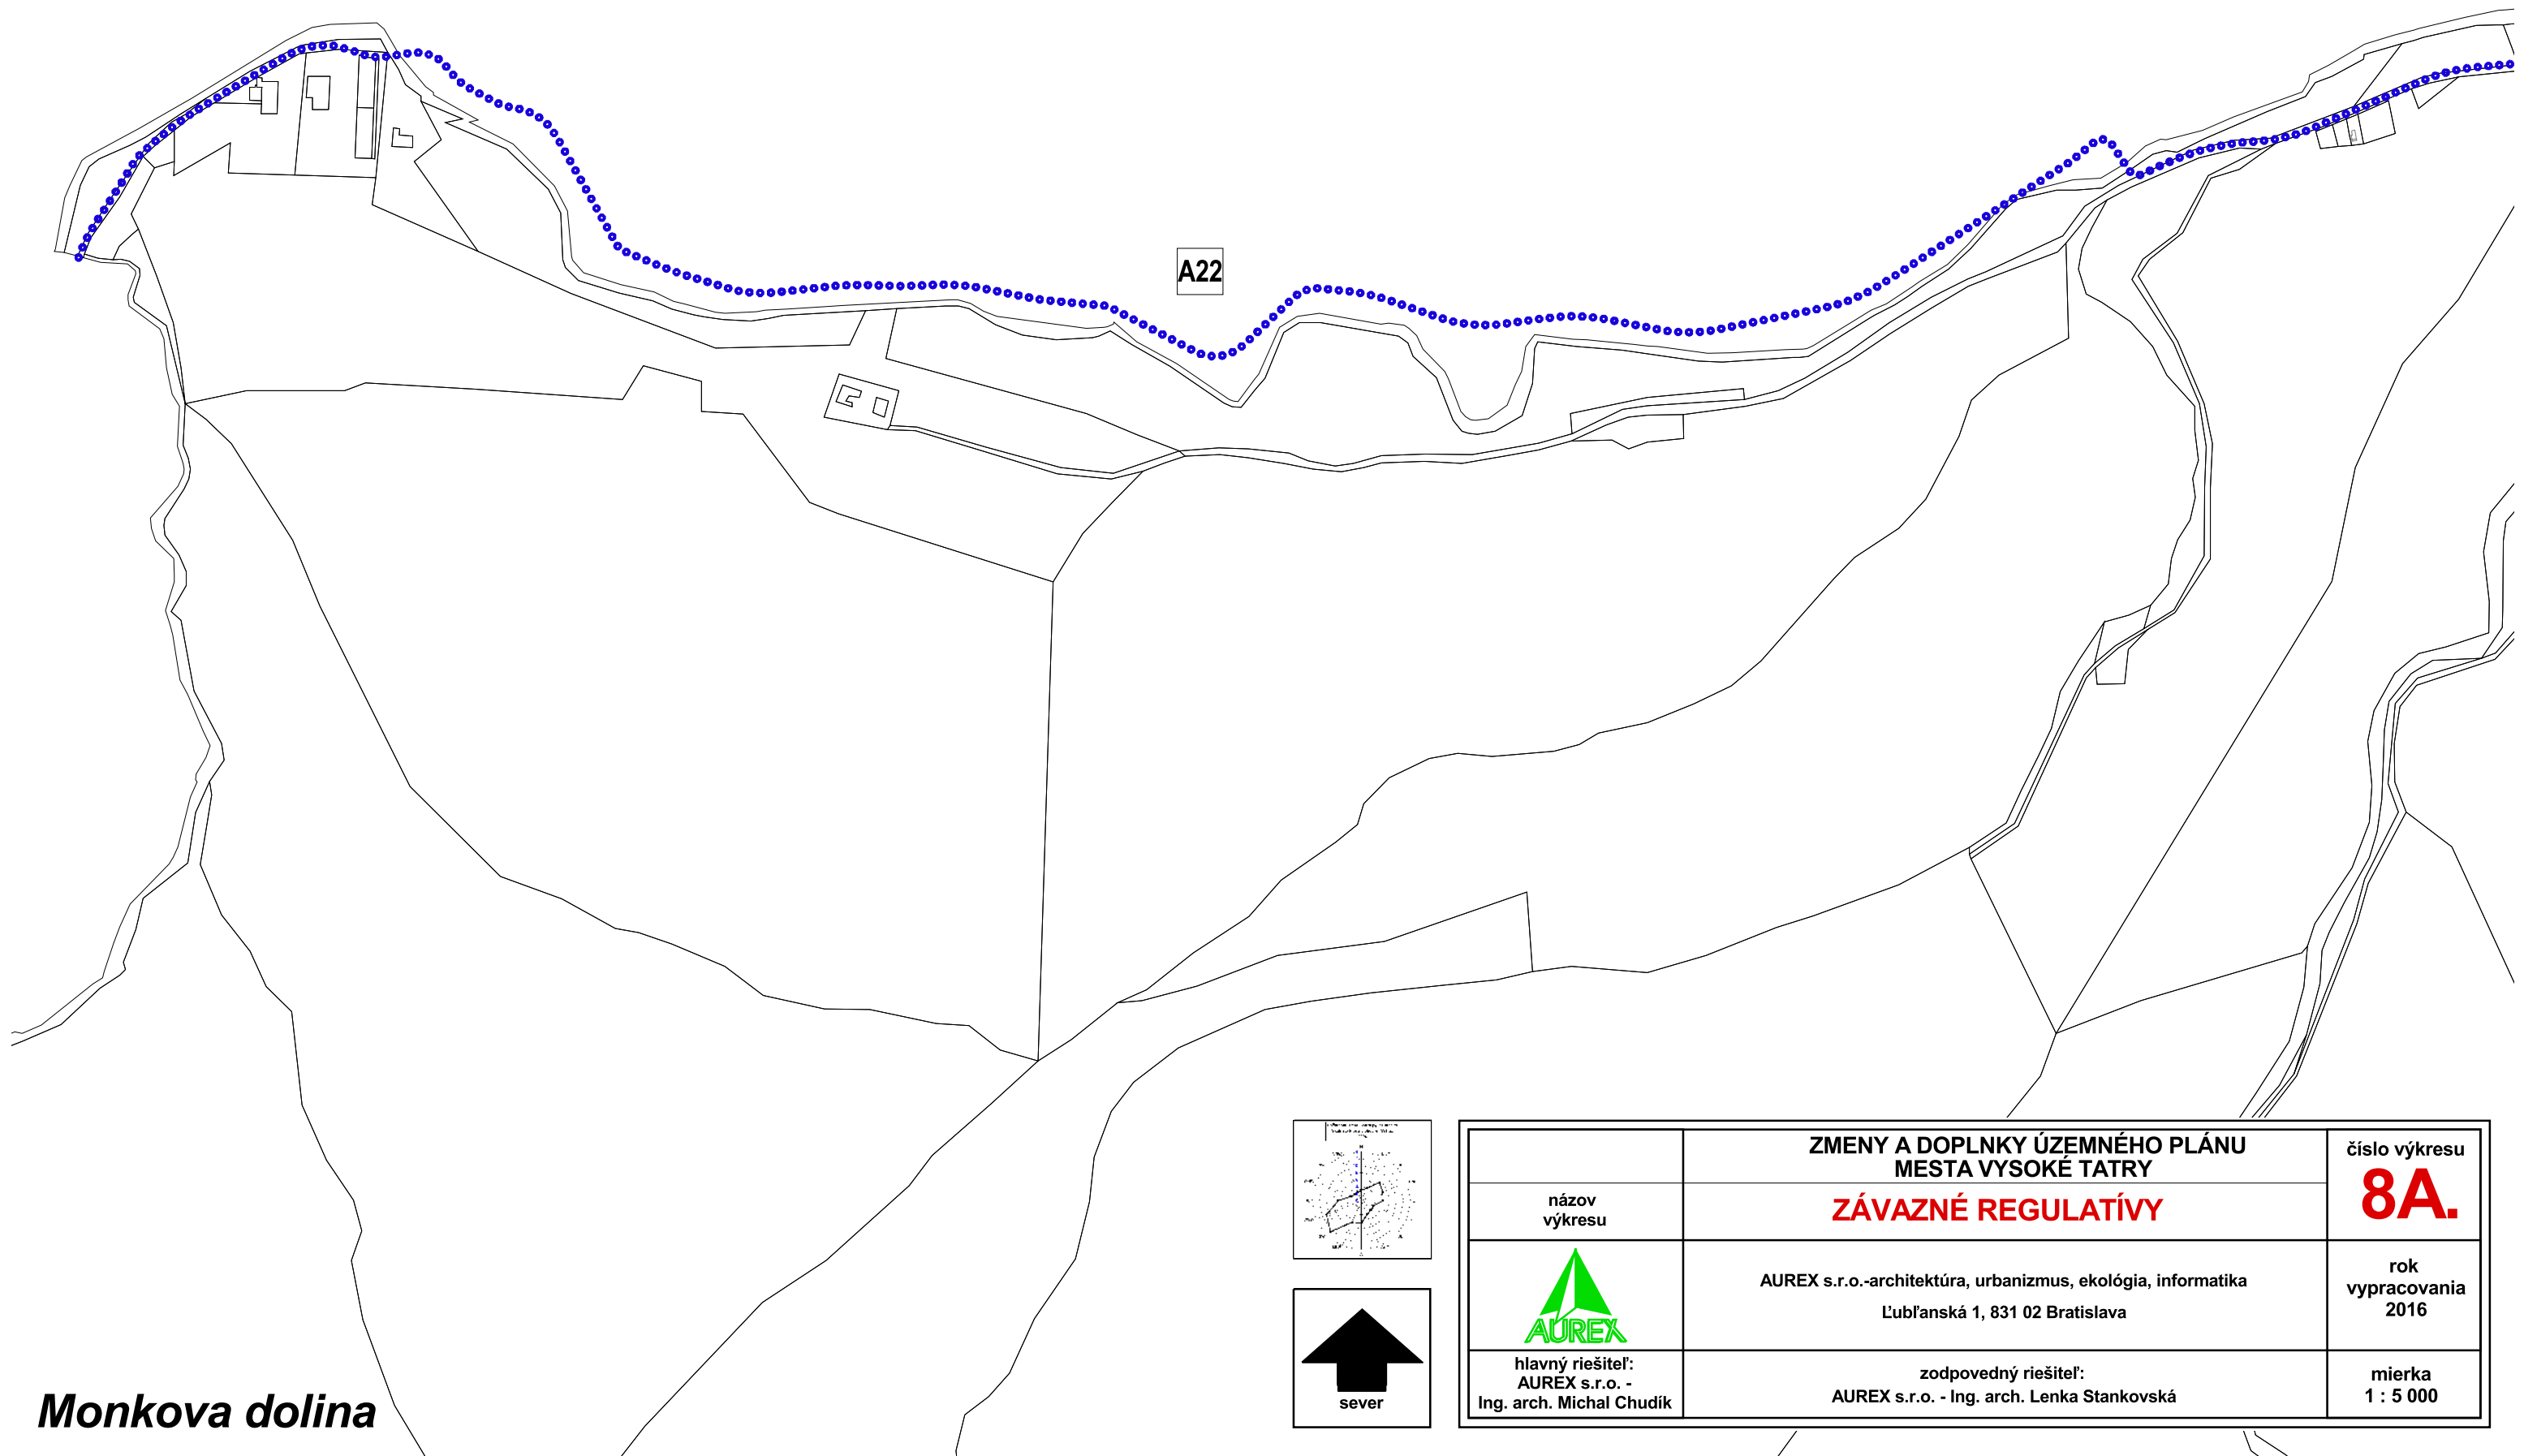 A22
ZMENY A DOPLNKY ÚZEMNÉHO PLÁNU
MESTA VYSOKÉ TATRY
číslo výkresu
8A.
názov
výkresu
ZÁVAZNÉ REGULATÍVY
AUREX
AUREX s.r.o.-architektúra, urbanizmus, ekológia, informatika
Ľubľanská 1, 831 02 Bratislava
rok
vypracovania
2016
hlavný riešiteľ:
AUREX s.r.o. -
Ing. arch. Michal Chudík
zodpovedný riešiteľ:
AUREX s.r.o. - Ing. arch. Lenka Stankovská
mierka
1 : 5 000
sever
Monkova dolina